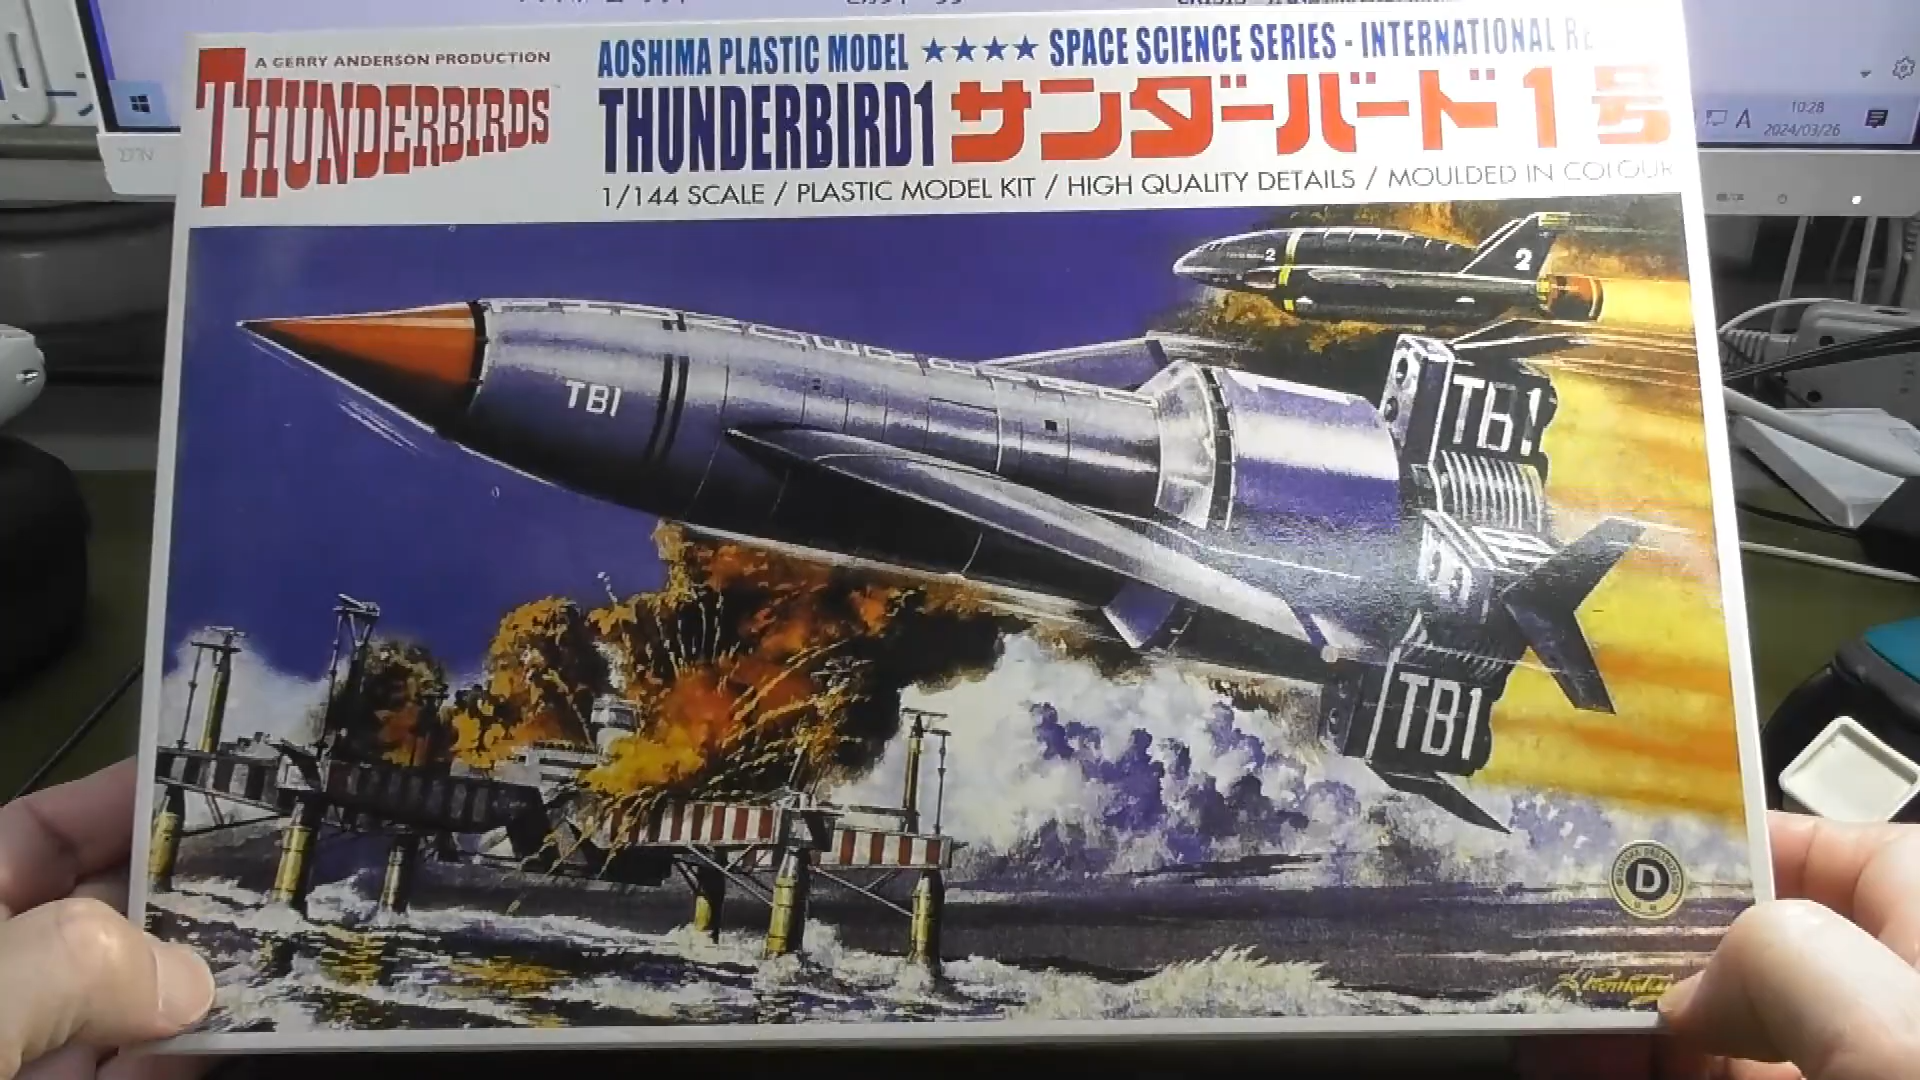 A GERRY ANDERSON PRODUCTION
THUNDERBIRDS
AOSHIMA PLASTIC MODEL ★★★★ SPACE SCIENCE SERIES - INTERNATIONAL
THUNDERBIRD1 サンダーバード1号
1/144 SCALE / PLASTIC MODEL KIT / HIGH QUALITY DETAILS / MOULDED IN COLOUR
A 10:28
2024/03/26
2
2
TB1
TB1
TB1
D